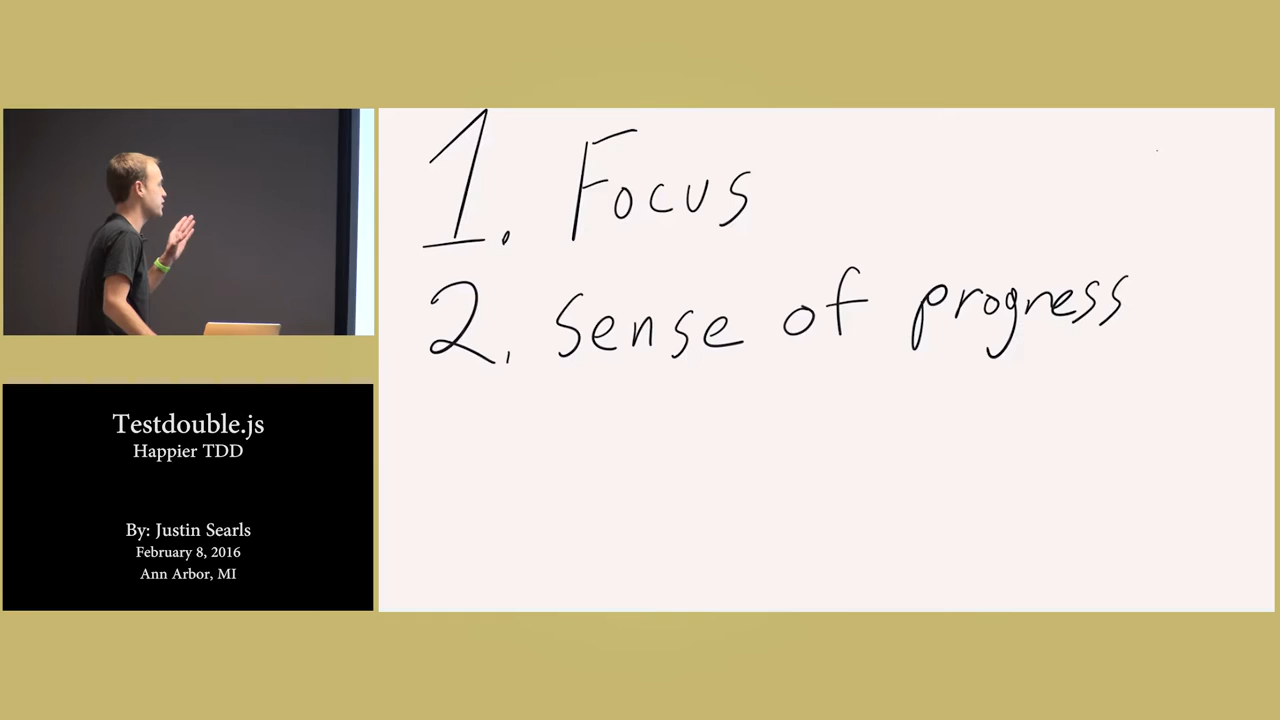 1. Focus
2. Sense of progress
Testdouble.js
Happier TDD
By: Justin Searls
February 8, 2016
Ann Arbor, MI